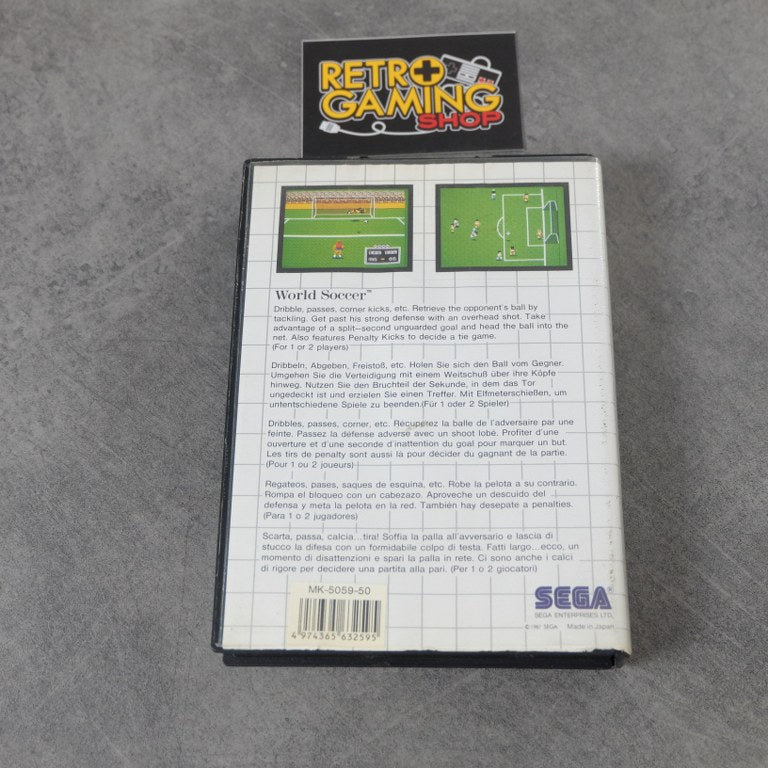 RETRO
GAMING
SHOP
World Soccer™
Dribble, passes, corner kicks, etc. Retrieve the opponent's ball by
tackling. Get past his strong defense with an overhead shot. Take
advantage of a split-second unguarded goal and head the ball into the
net. Also features Penalty Kicks to decide a tie game.
(For 1 or 2 players)
Dribbeln, Abgeben, Freistoß, etc. Holen Sie sich den Ball vom Gegner.
Umgehen Sie die Verteidigung mit einem Weitschuß über ihre Köpfe
hinweg. Nutzen Sie den Bruchteil der Sekunde, in dem das Tor
ungedeckt ist und erzielen Sie einen Treffer. Mit Elfmeterschießen, um
untentschiedene Spiele zu beenden.(Für 1 oder 2 Spieler)
Dribbles, passes, corner, etc. Récuperez la balle de l'adversaire par une
feinte. Passez la défense adverse avec un shoot lobé. Profiter d'une
ouverture et d'une seconde d'inattention du goal pour marquer un but.
Les tirs de penalty sont aussi là pour décider du gagnant de la partie.
(Pour 1 ou 2 joueurs)
Regateos, pases, saques de esquina, etc. Robe la pelota a su contrario.
Rompa el bloqueo con un cabezazo. Aproveche un descuido del
defensa y meta la pelota en la red. También hay desepate a penalties.
(Para 1 o 2 jugadores)
Scarta, passa, calcia...tira! Soffia la palla all'avversario e lascia di
stucco la difesa con un formidabile colpo di testa. Fatti largo...ecco, un
momento di disattenzioni e spari la palla in rete. Ci sono anche i calci
di rigore per decidere una partita alla pari. (Per 1 o 2 giocatori)
MK-5059-50
4 974365 632595
SEGA®
SEGA ENTERPRISES LTD.
© 1987 SEGA Made in Japan